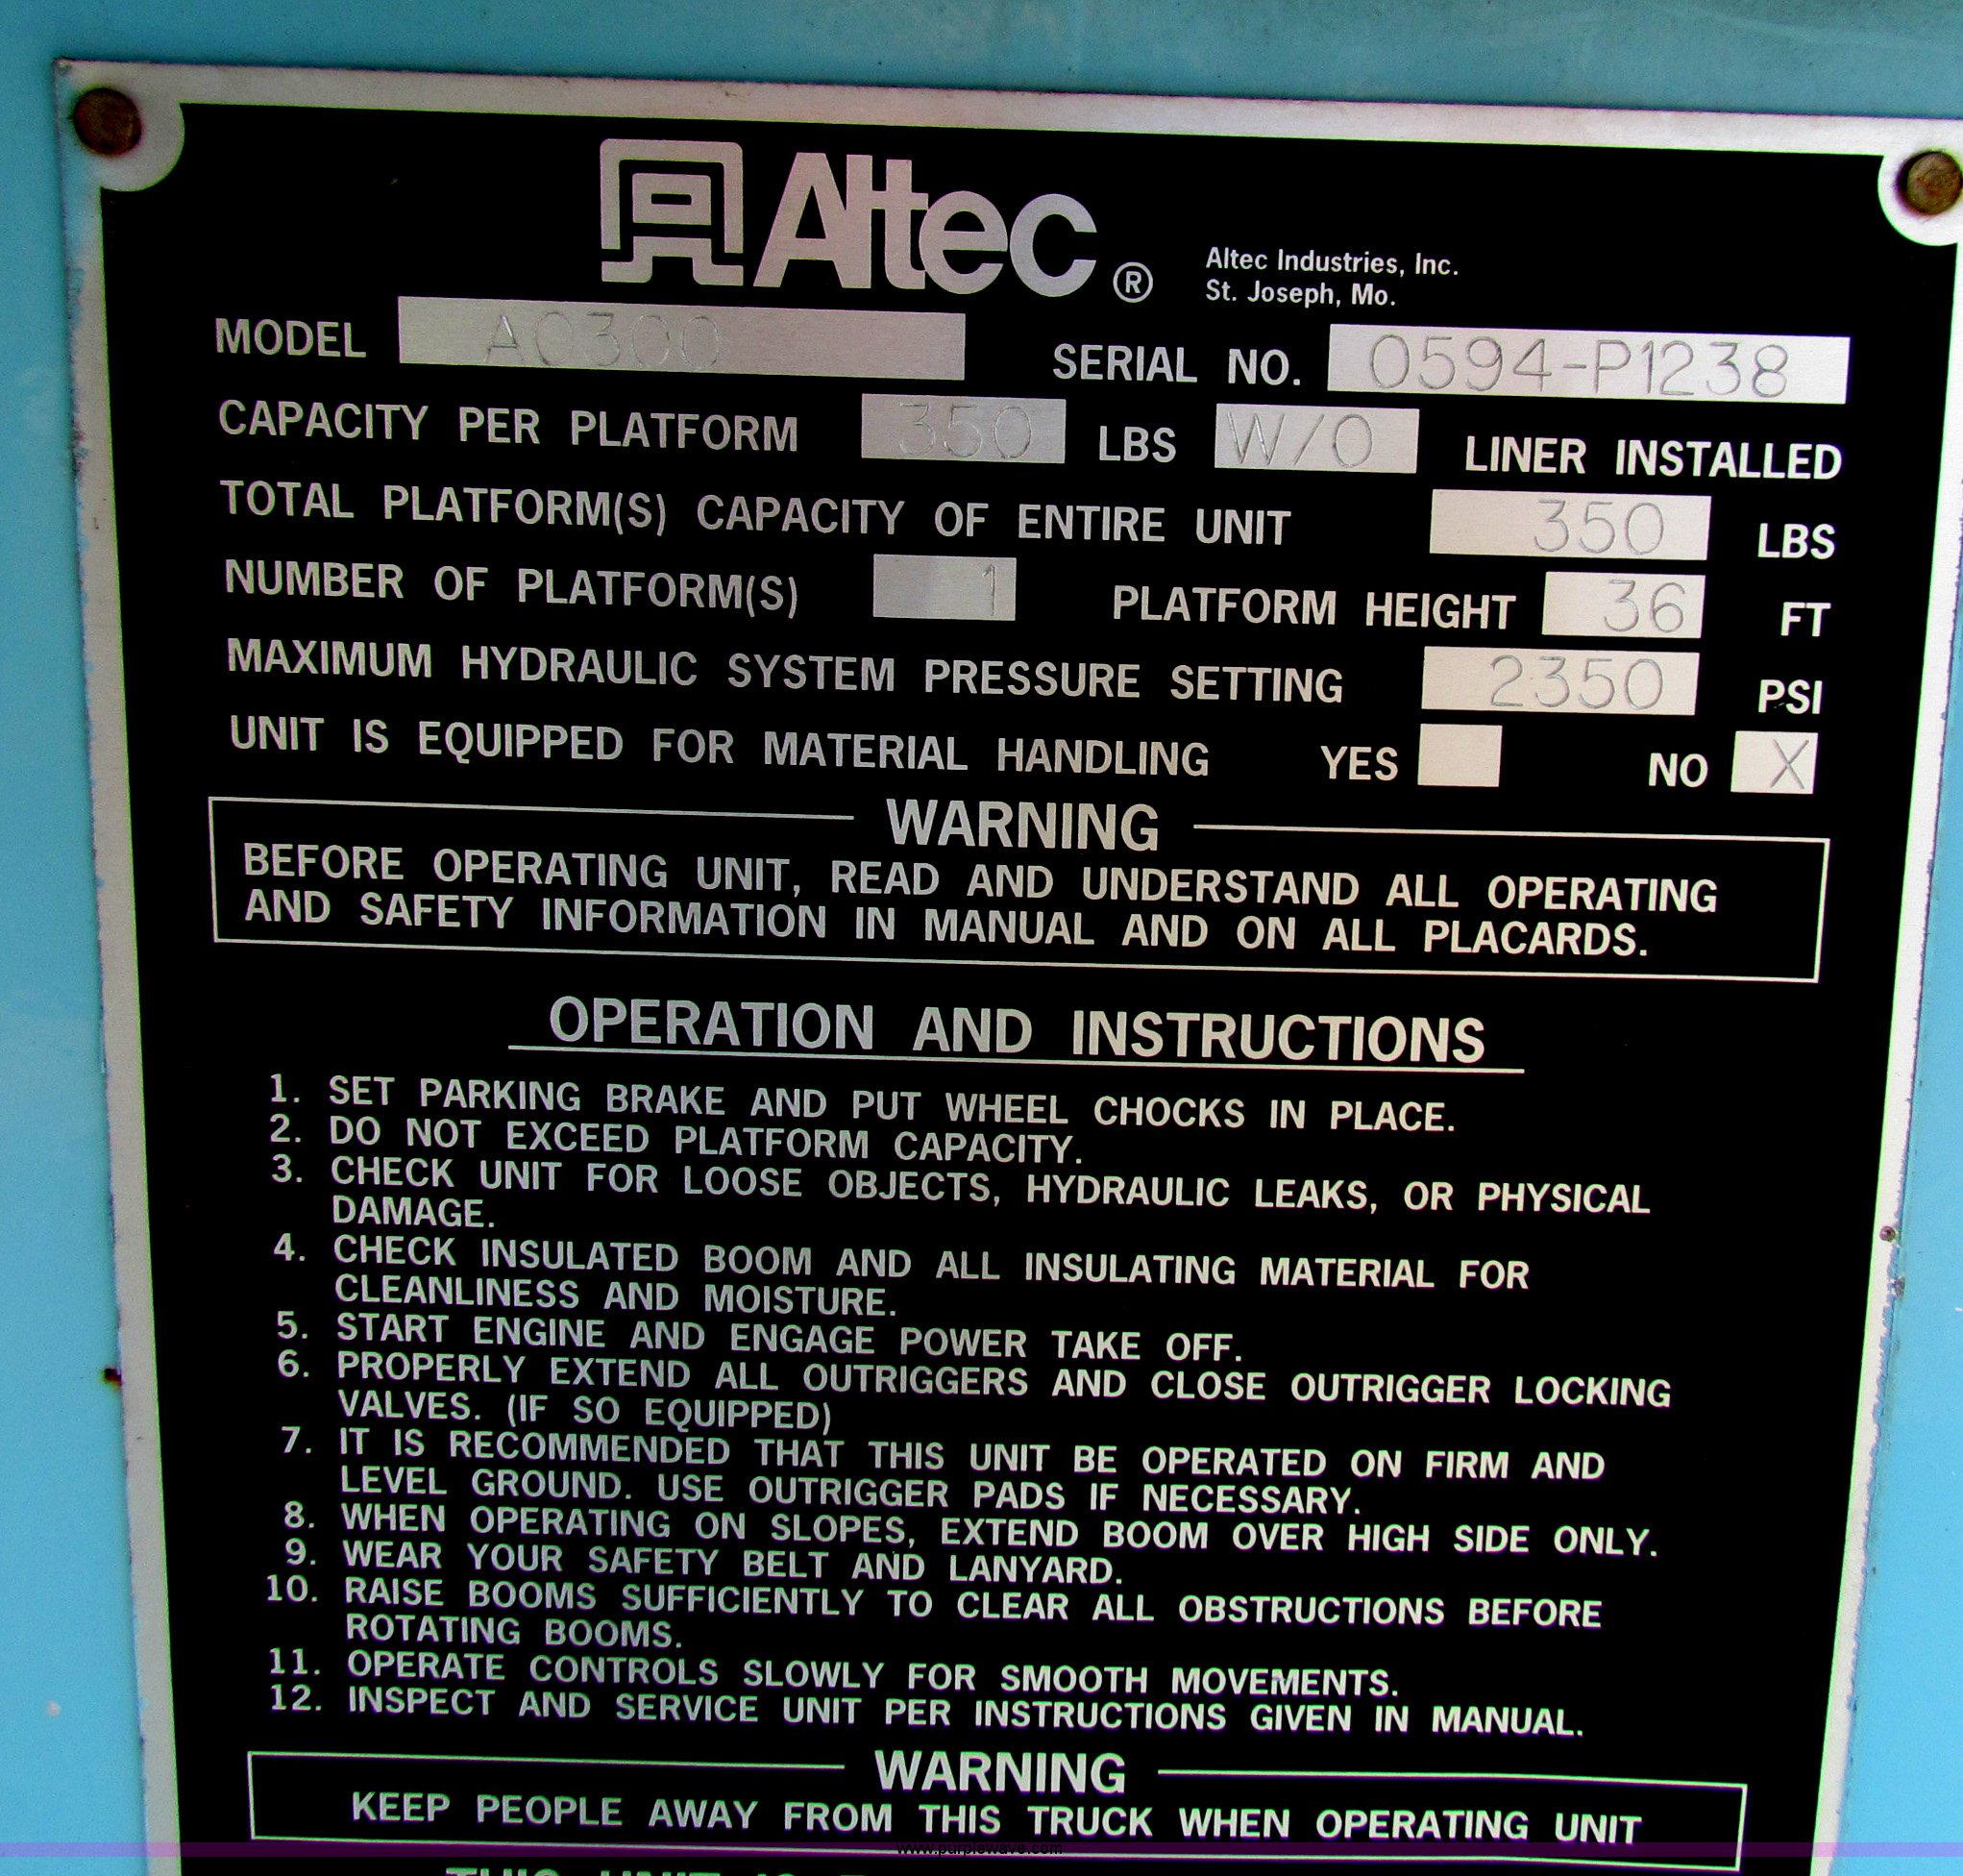 Altec ®
Altec Industries, Inc.
St. Joseph, Mo.
MODEL AO300 SERIAL NO. 0594-P1238
CAPACITY PER PLATFORM 350 LBS W/O LINER INSTALLED
TOTAL PLATFORM(S) CAPACITY OF ENTIRE UNIT 350 LBS
NUMBER OF PLATFORM(S) 1 PLATFORM HEIGHT 36 FT
MAXIMUM HYDRAULIC SYSTEM PRESSURE SETTING 2350 PSI
UNIT IS EQUIPPED FOR MATERIAL HANDLING YES NO X
WARNING
BEFORE OPERATING UNIT, READ AND UNDERSTAND ALL OPERATING
AND SAFETY INFORMATION IN MANUAL AND ON ALL PLACARDS.
OPERATION AND INSTRUCTIONS
1. SET PARKING BRAKE AND PUT WHEEL CHOCKS IN PLACE.
2. DO NOT EXCEED PLATFORM CAPACITY.
3. CHECK UNIT FOR LOOSE OBJECTS, HYDRAULIC LEAKS, OR PHYSICAL
DAMAGE.
4. CHECK INSULATED BOOM AND ALL INSULATING MATERIAL FOR
CLEANLINESS AND MOISTURE.
5. START ENGINE AND ENGAGE POWER TAKE OFF.
6. PROPERLY EXTEND ALL OUTRIGGERS AND CLOSE OUTRIGGER LOCKING
VALVES. (IF SO EQUIPPED)
7. IT IS RECOMMENDED THAT THIS UNIT BE OPERATED ON FIRM AND
LEVEL GROUND. USE OUTRIGGER PADS IF NECESSARY.
8. WHEN OPERATING ON SLOPES, EXTEND BOOM OVER HIGH SIDE ONLY.
9. WEAR YOUR SAFETY BELT AND LANYARD.
10. RAISE BOOMS SUFFICIENTLY TO CLEAR ALL OBSTRUCTIONS BEFORE
ROTATING BOOMS.
11. OPERATE CONTROLS SLOWLY FOR SMOOTH MOVEMENTS.
12. INSPECT AND SERVICE UNIT PER INSTRUCTIONS GIVEN IN MANUAL.
WARNING
KEEP PEOPLE AWAY FROM THIS TRUCK WHEN OPERATING UNIT
www.purplewave.com
THIS UNIT IS